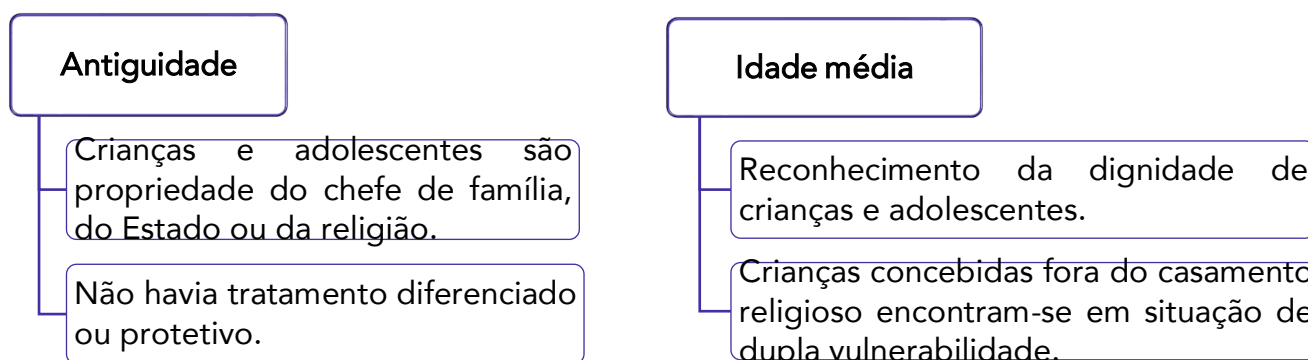 Antiguidade
Crianças e adolescentes são
propriedade do chefe de família,
do Estado ou da religião.
Não havia tratamento diferenciado
ou protetivo.
Idade média
Reconhecimento da dignidade de
crianças e adolescentes.
Crianças concebidas fora do casamento
religioso encontram-se em situação de
dupla vulnerabilidade.